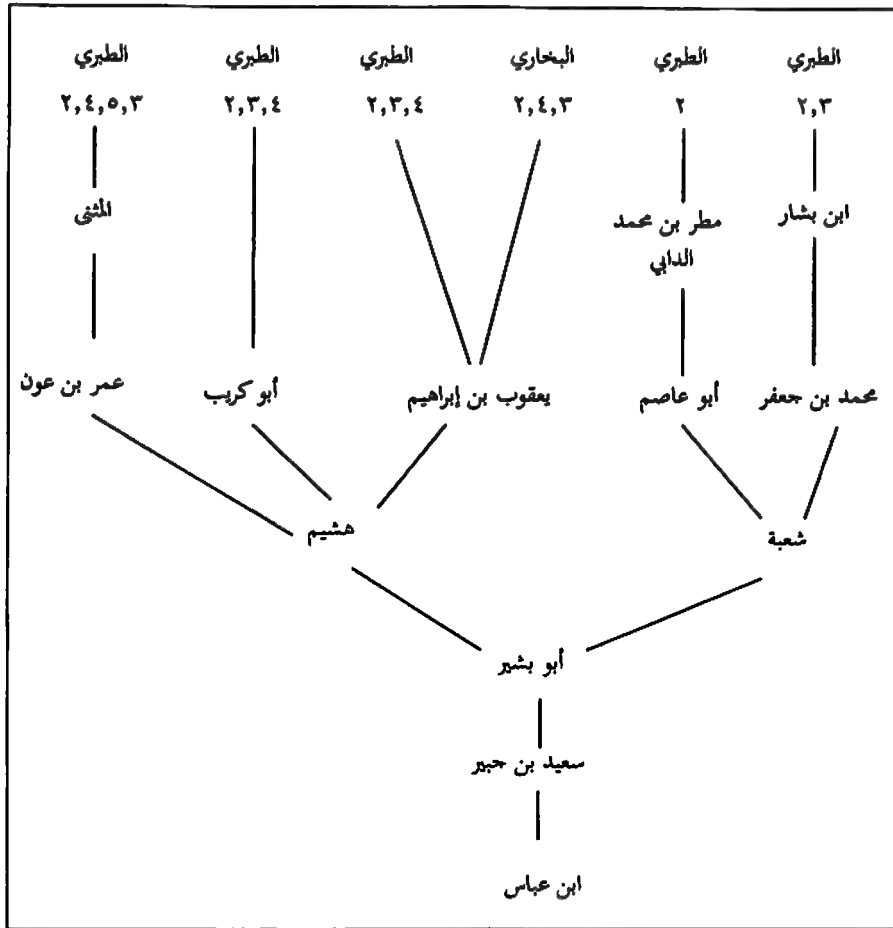 الطبري
الطبري
البخاري
الطبري
الطبري
الطبري
٢,٣
٢
٢,٤,٣
٢,٣,٤
٢,٣,٤
٢,٤,٥,٣
ابن بشار
مطر بن محمد
الدابي
المثنى
محمد بن جعفر
أبو عاصم
يعقوب بن إبراهيم
أبو كريب
عمر بن عون
شعبة
هشيم
أبو بشير
سعيد بن جبير
ابن عباس